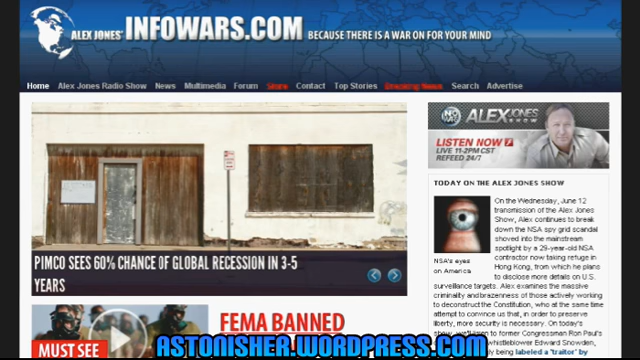 ALEX JONES' INFOWARS.COM BECAUSE THERE IS A WAR ON FOR YOUR MIND
Home Alex Jones Radio Show News Multimedia Forum Store Contact Top Stories Breaking News Search Advertise
ALEX JONES
SHOW
LISTEN NOW
LIVE 11-2PM CST
REFEED 24/7
PIMCO SEES 60% CHANCE OF GLOBAL RECESSION IN 3-5
YEARS
TODAY ON THE ALEX JONES SHOW
On the Wednesday, June 12
transmission of the Alex Jones
Show, Alex continues to break
down the NSA spy grid scandal
shoved into the mainstream
spotlight by a 29-year-old NSA
contractor now taking refuge in
Hong Kong, from which he plans
to disclose more details on U.S.
NSA's eyes
on America
surveillance targets. Alex examines the massive
criminality and brazenness of those actively working
to deconstruct the Constitution, who at the same time
attempt to convince us that, in order to preserve
liberty, more security is necessary. On today's
show, we'll listen to former Congressman Ron Paul's
whistleblower Edward Snowden,
being labeled a 'traitor' by
MUST SEE
FEMA BANNED
ASTONISHER.WORDPRESS.COM